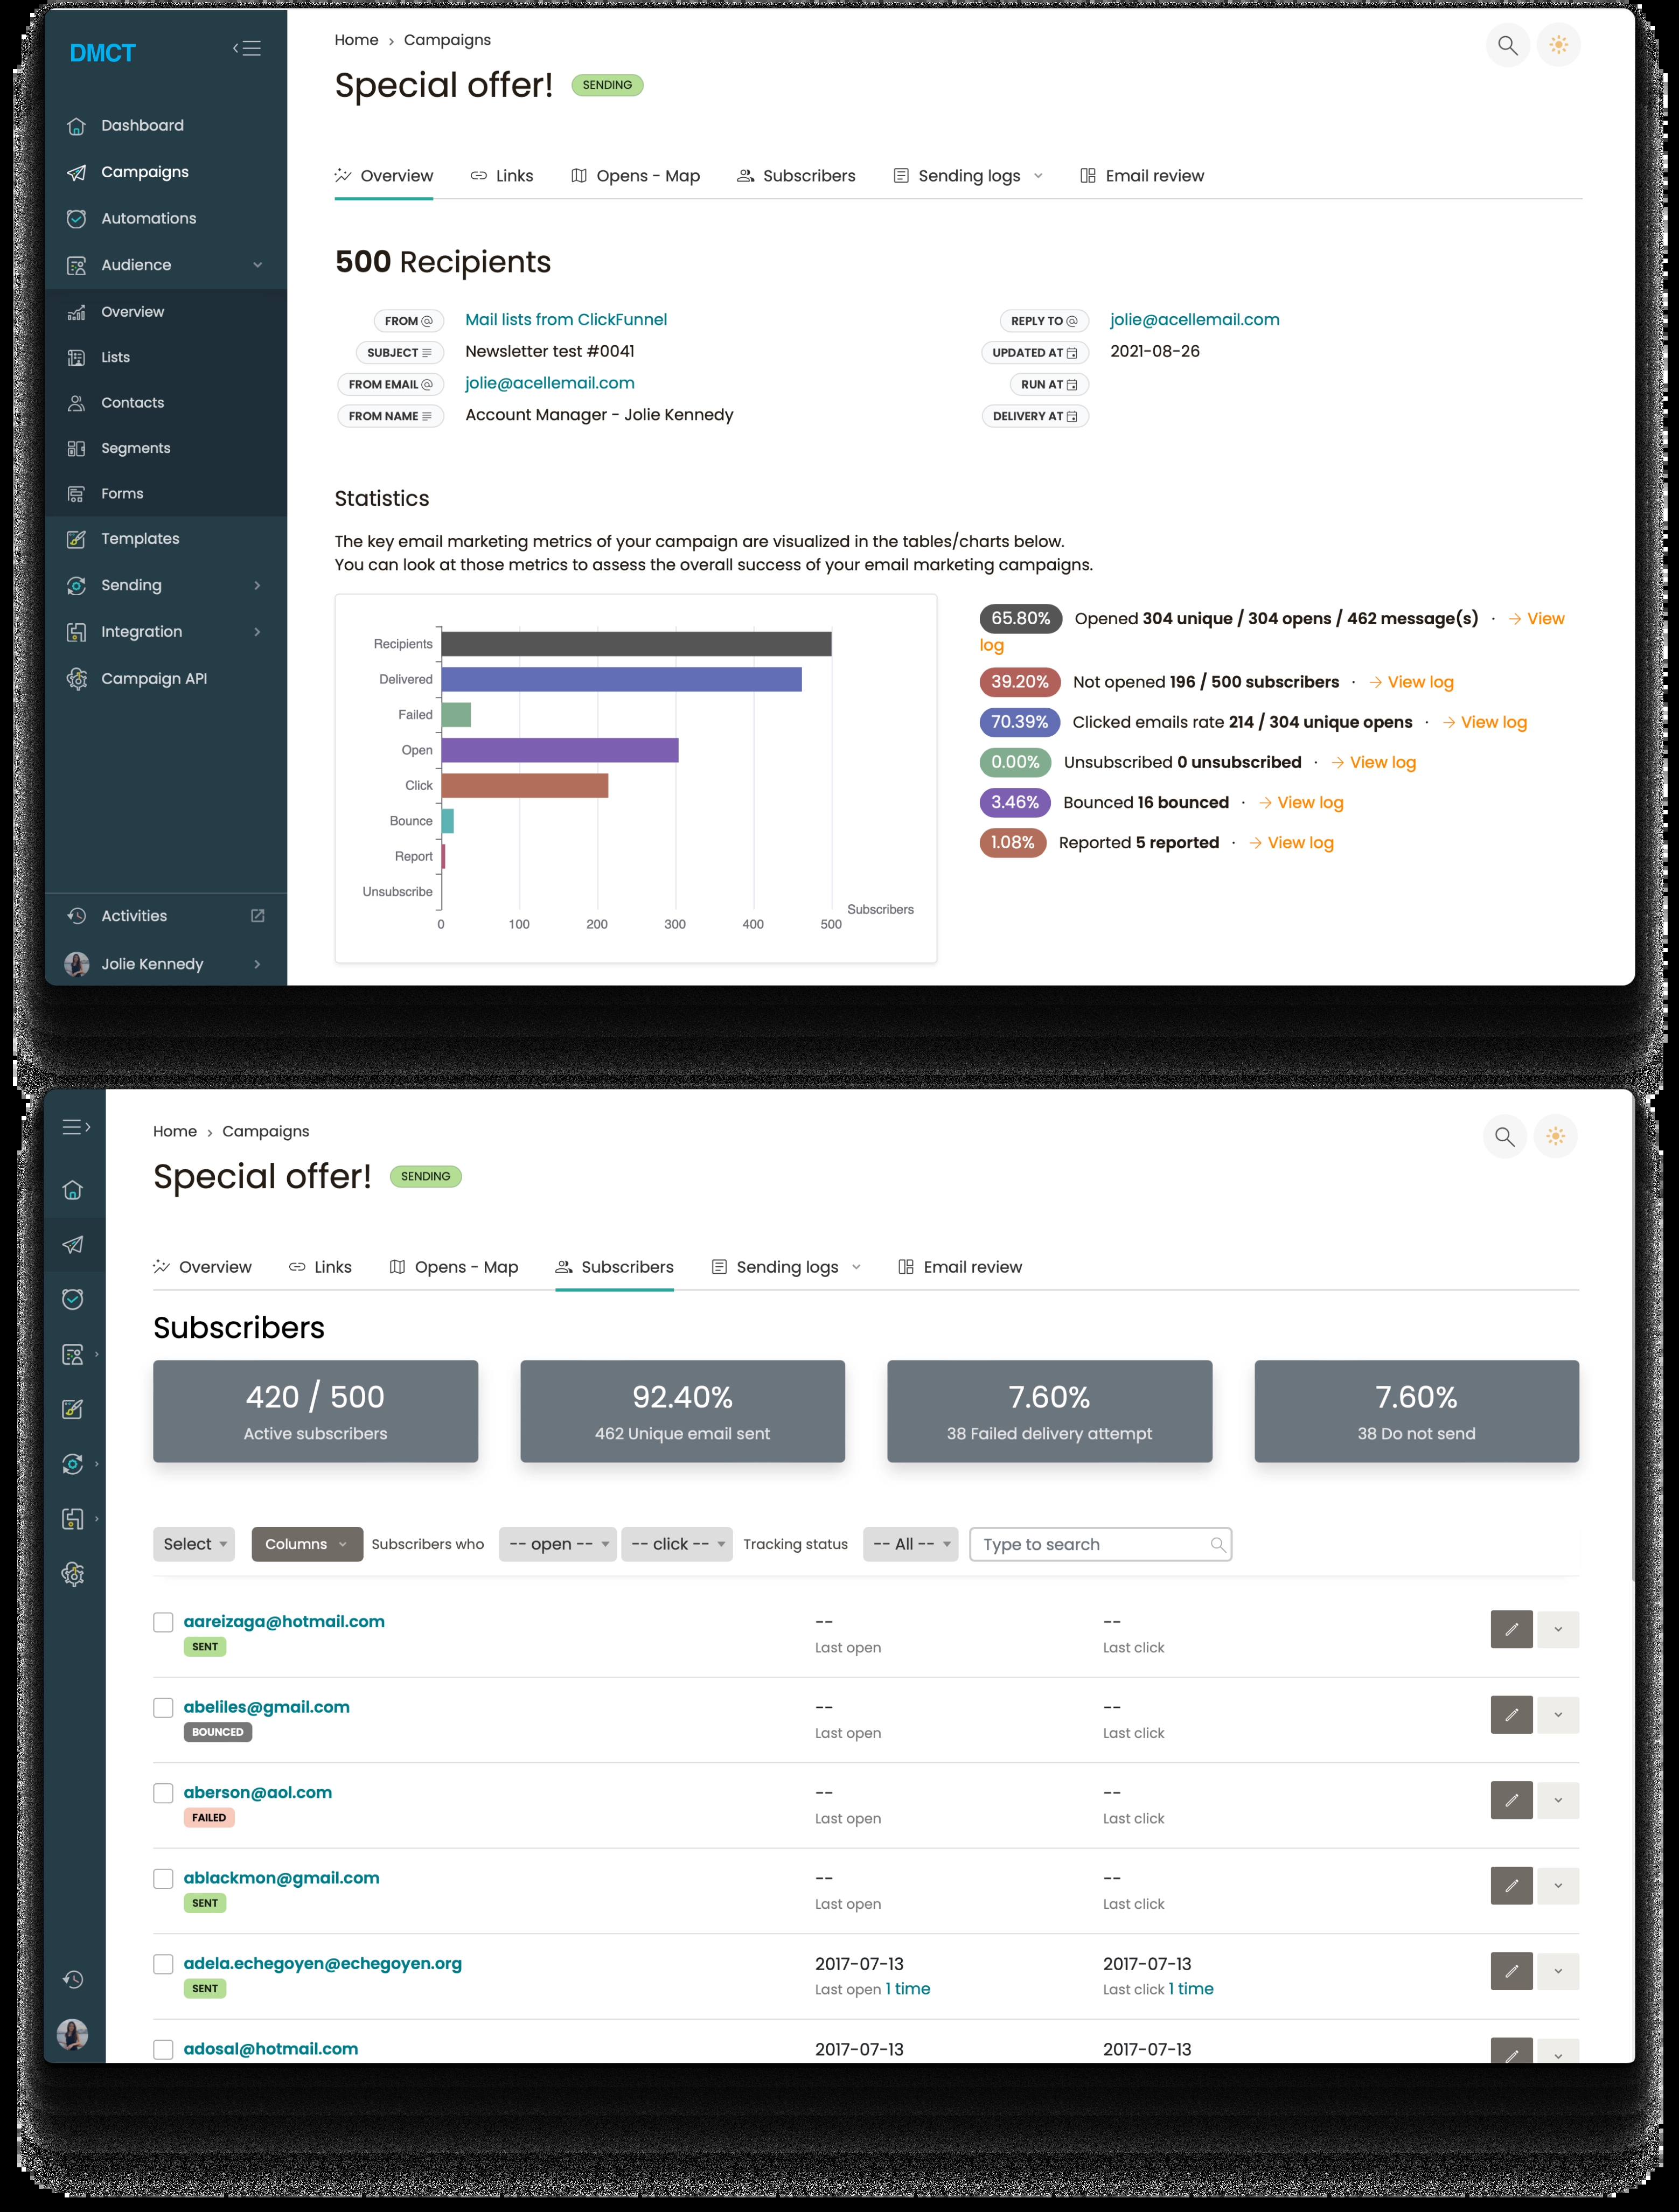 DMCT
Dashboard
Campaigns
Automations
Audience
Overview
Lists
Contacts
Segments
Forms
Templates
Sending
Integration
Campaign API
Activities
Jolie Kennedy
Home › Campaigns
Special offer! SENDING
Overview Links Opens - Map Subscribers Sending logs Email review
500 Recipients
FROM @ Mail lists from ClickFunnel
SUBJECT Newsletter test #0041
FROM EMAIL @ jolie@acellemail.com
FROM NAME Account Manager - Jolie Kennedy
REPLY TO @ jolie@acellemail.com
UPDATED AT 2021-08-26
RUN AT
DELIVERY AT
Statistics
The key email marketing metrics of your campaign are visualized in the tables/charts below.
You can look at those metrics to assess the overall success of your email marketing campaigns.
Recipients
Delivered
Failed
Open
Click
Bounce
Report
Unsubscribe
0 100 200 300 400 500
Subscribers
65.80% Opened 304 unique / 304 opens / 462 message(s) · → View
log
39.20% Not opened 196 / 500 subscribers · → View log
70.39% Clicked emails rate 214 / 304 unique opens · → View log
0.00% Unsubscribed 0 unsubscribed · → View log
3.46% Bounced 16 bounced · → View log
1.08% Reported 5 reported · → View log
Home › Campaigns
Special offer! SENDING
Overview Links Opens - Map Subscribers Sending logs Email review
Subscribers
420 / 500
Active subscribers
92.40%
462 Unique email sent
7.60%
38 Failed delivery attempt
7.60%
38 Do not send
Select Columns Subscribers who -- open -- -- click -- Tracking status -- All -- Type to search
aareizaga@hotmail.com -- --
SENT Last open Last click
abeliles@gmail.com -- --
BOUNCED Last open Last click
aberson@aol.com -- --
FAILED Last open Last click
ablackmon@gmail.com -- --
SENT Last open Last click
adela.echegoyen@echegoyen.org 2017-07-13 2017-07-13
SENT Last open 1 time Last click 1 time
adosal@hotmail.com 2017-07-13 2017-07-13